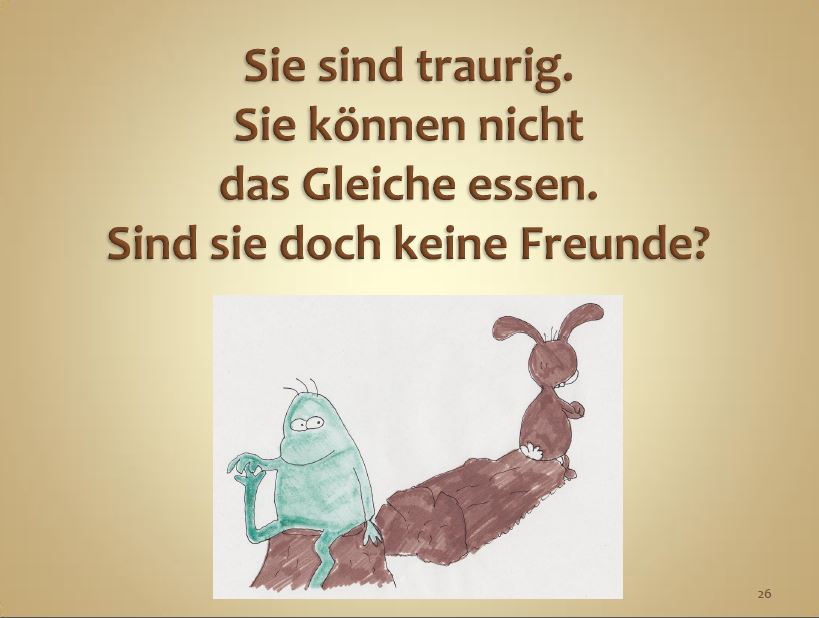 Sie sind traurig.
Sie können nicht
das Gleiche essen.
Sind sie doch keine Freunde?
26